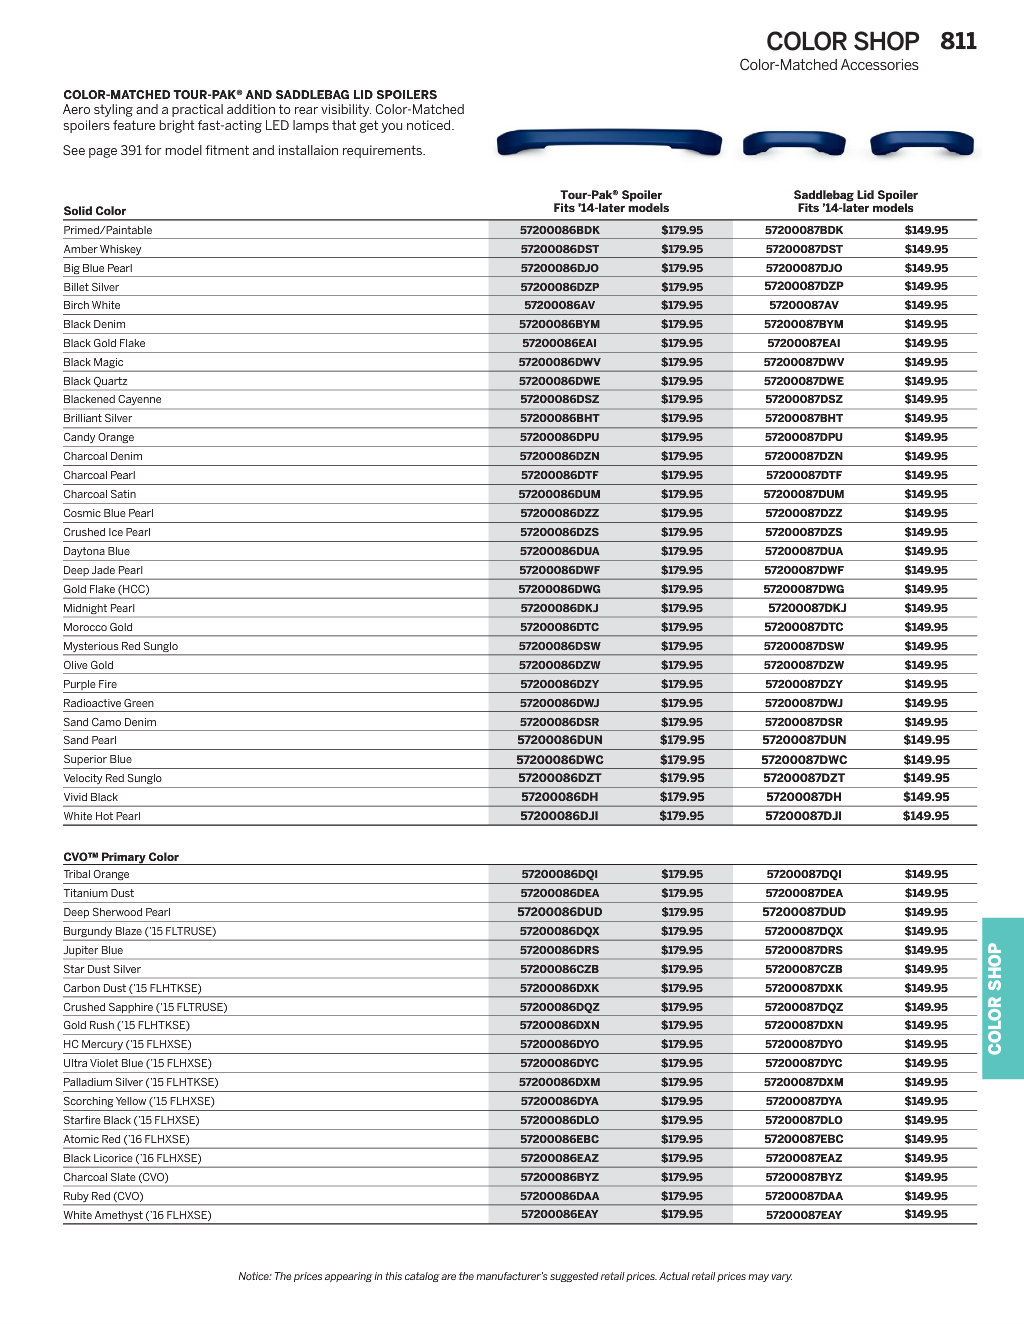 COLOR SHOP 811
Color-Matched Accessories
COLOR-MATCHED TOUR-PAK® AND SADDLEBAG LID SPOILERS
Aero styling and a practical addition to rear visibility. Color-Matched
spoilers feature bright fast-acting LED lamps that get you noticed.
See page 391 for model fitment and installaion requirements.
Tour-Pak® Spoiler Saddlebag Lid Spoiler
Solid Color Fits ’14-later models Fits ’14-later models
Primed/Paintable 57200086BDK $179.95 57200087BDK $149.95
Amber Whiskey 57200086DST $179.95 57200087DST $149.95
Big Blue Pearl 57200086DJO $179.95 57200087DJO $149.95
Billet Silver 57200086DZP $179.95 57200087DZP $149.95
Birch White 57200086AV $179.95 57200087AV $149.95
Black Denim 57200086BYM $179.95 57200087BYM $149.95
Black Gold Flake 57200086EAI $179.95 57200087EAI $149.95
Black Magic 57200086DWV $179.95 57200087DWV $149.95
Black Quartz 57200086DWE $179.95 57200087DWE $149.95
Blackened Cayenne 57200086DSZ $179.95 57200087DSZ $149.95
Brilliant Silver 57200086BHT $179.95 57200087BHT $149.95
Candy Orange 57200086DPU $179.95 57200087DPU $149.95
Charcoal Denim 57200086DZN $179.95 57200087DZN $149.95
Charcoal Pearl 57200086DTF $179.95 57200087DTF $149.95
Charcoal Satin 57200086DUM $179.95 57200087DUM $149.95
Cosmic Blue Pearl 57200086DZZ $179.95 57200087DZZ $149.95
Crushed Ice Pearl 57200086DZS $179.95 57200087DZS $149.95
Daytona Blue 57200086DUA $179.95 57200087DUA $149.95
Deep Jade Pearl 57200086DWF $179.95 57200087DWF $149.95
Gold Flake (HCC) 57200086DWG $179.95 57200087DWG $149.95
Midnight Pearl 57200086DKJ $179.95 57200087DKJ $149.95
Morocco Gold 57200086DTC $179.95 57200087DTC $149.95
Mysterious Red Sunglo 57200086DSW $179.95 57200087DSW $149.95
Olive Gold 57200086DZW $179.95 57200087DZW $149.95
Purple Fire 57200086DZY $179.95 57200087DZY $149.95
Radioactive Green 57200086DWJ $179.95 57200087DWJ $149.95
Sand Camo Denim 57200086DSR $179.95 57200087DSR $149.95
Sand Pearl 57200086DUN $179.95 57200087DUN $149.95
Superior Blue 57200086DWC $179.95 57200087DWC $149.95
Velocity Red Sunglo 57200086DZT $179.95 57200087DZT $149.95
Vivid Black 57200086DH $179.95 57200087DH $149.95
White Hot Pearl 57200086DJI $179.95 57200087DJI $149.95
CVO™ Primary Color
Tribal Orange 57200086DQI $179.95 57200087DQI $149.95
Titanium Dust 57200086DEA $179.95 57200087DEA $149.95
Deep Sherwood Pearl 57200086DUD $179.95 57200087DUD $149.95
Burgundy Blaze (’15 FLTRUSE) 57200086DQX $179.95 57200087DQX $149.95
Jupiter Blue 57200086DRS $179.95 57200087DRS $149.95
Star Dust Silver 57200086CZB $179.95 57200087CZB $149.95
Carbon Dust (’15 FLHTKSE) 57200086DXK $179.95 57200087DXK $149.95
Crushed Sapphire (’15 FLTRUSE) 57200086DQZ $179.95 57200087DQZ $149.95
Gold Rush (’15 FLHTKSE) 57200086DXN $179.95 57200087DXN $149.95
HC Mercury (’15 FLHXSE) 57200086DYO $179.95 57200087DYO $149.95
Ultra Violet Blue (’15 FLHXSE) 57200086DYC $179.95 57200087DYC $149.95
Palladium Silver (’15 FLHTKSE) 57200086DXM $179.95 57200087DXM $149.95
Scorching Yellow (’15 FLHXSE) 57200086DYA $179.95 57200087DYA $149.95
Starfire Black (’15 FLHXSE) 57200086DLO $179.95 57200087DLO $149.95
Atomic Red (’16 FLHXSE) 57200086EBC $179.95 57200087EBC $149.95
Black Licorice (’16 FLHXSE) 57200086EAZ $179.95 57200087EAZ $149.95
Charcoal Slate (CVO) 57200086BYZ $179.95 57200087BYZ $149.95
Ruby Red (CVO) 57200086DAA $179.95 57200087DAA $149.95
White Amethyst (’16 FLHXSE) 57200086EAY $179.95 57200087EAY $149.95
COLOR SHOP
Notice: The prices appearing in this catalog are the manufacturer’s suggested retail prices. Actual retail prices may vary.